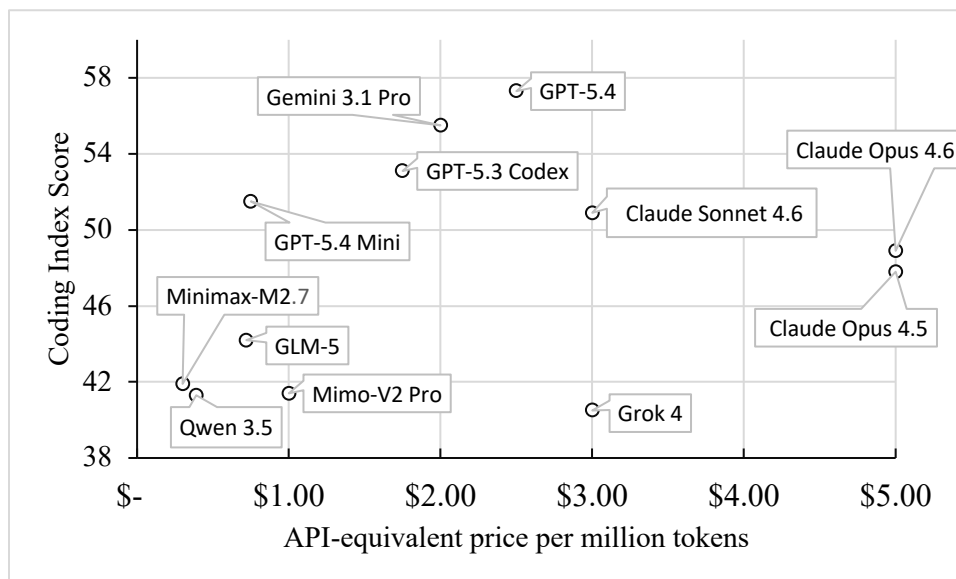 58
GPT-5.4
Gemini 3.1 Pro
54
Claude Opus 4.6
GPT-5.3 Codex
Claude Sonnet 4.6
50
GPT-5.4 Mini
Coding Index Score
46
Minimax-M2.7
Claude Opus 4.5
GLM-5
42
Mimo-V2 Pro
Grok 4
Qwen 3.5
38
$- $1.00 $2.00 $3.00 $4.00 $5.00
API-equivalent price per million tokens